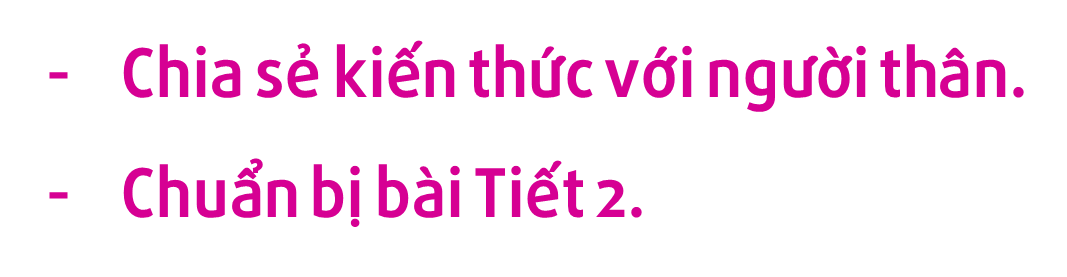 - Chia sẻ kiến thức với người thân.
- Chuẩn bị bài Tiết 2.